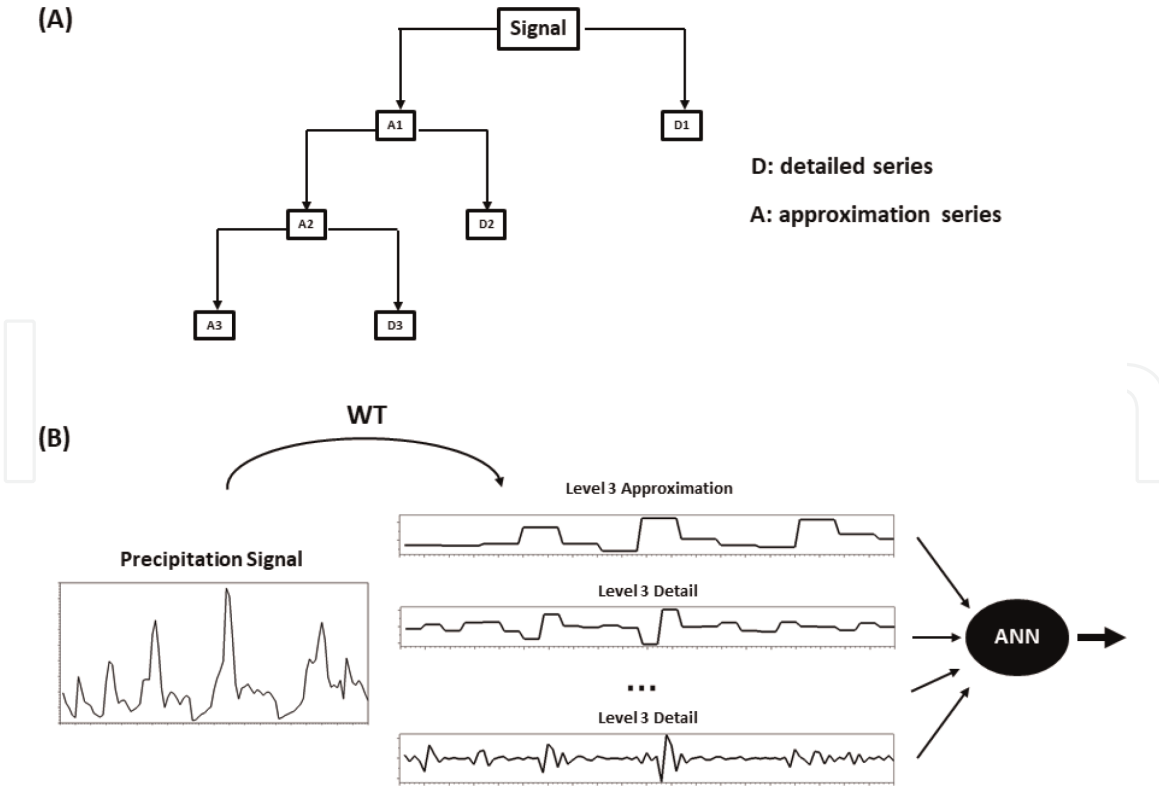 (A)
Signal
A1
D1
D: detailed series
A2
D2
A: approximation series
A3
D3
WT
(B)
Level 3 Approximation
Precipitation Signal
Level 3 Detail
ANN
...
Level 3 Detail